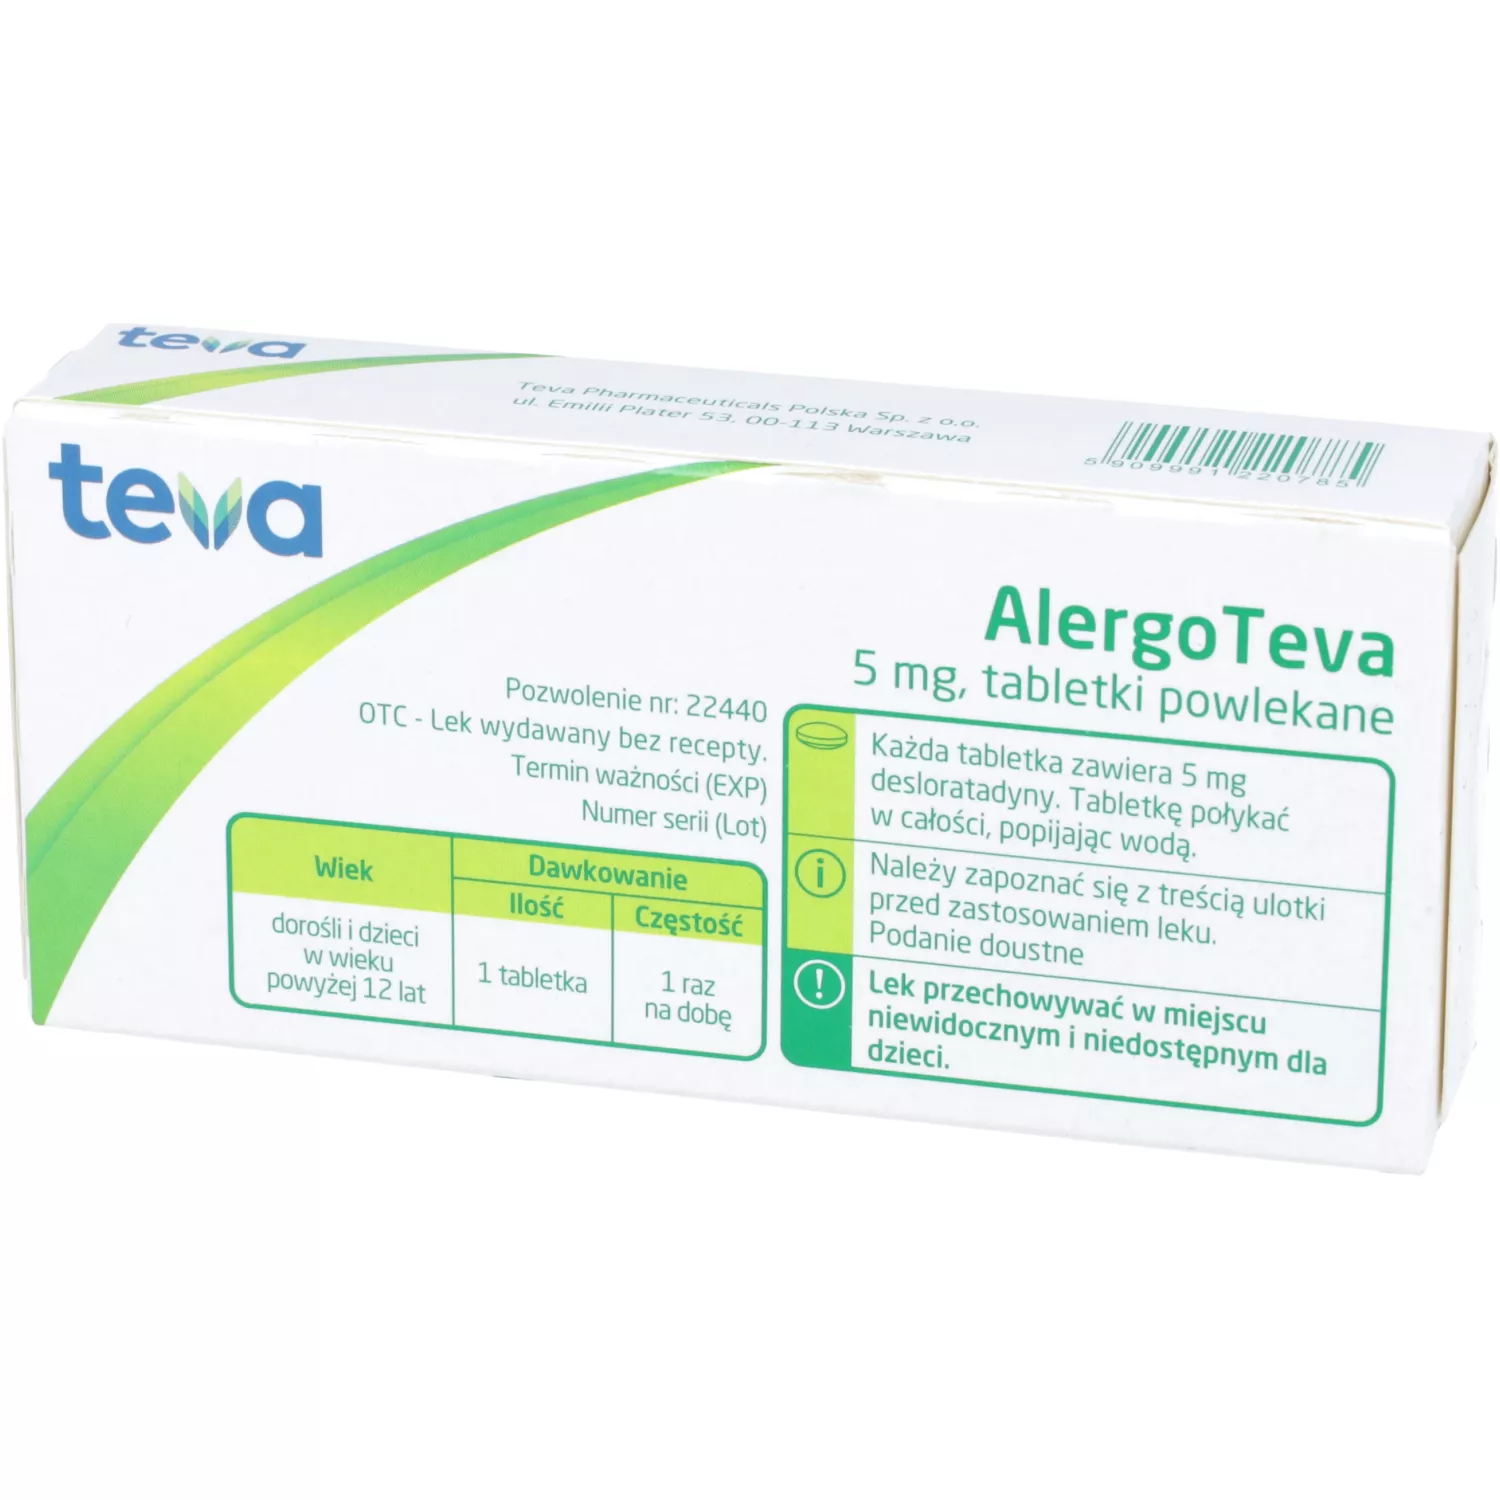 teva
Teva Pharmaceuticals Polska Sp. z o.o.
ul. Emilii Plater 53, 00-113 Warszawa
5 909991 220785
teva
AlergoTeva
5 mg, tabletki powlekane
Pozwolenie nr: 22440
OTC - Lek wydawany bez recepty.
Termin ważności (EXP)
Numer serii (Lot)
Wiek
Dawkowanie
Ilość
Częstość
dorośli i dzieci
w wieku
powyżej 12 lat
1 tabletka
1 raz
na dobę
Każda tabletka zawiera 5 mg
desloratadyny. Tabletkę połykać
w całości, popijając wodą.
i
Należy zapoznać się z treścią ulotki
przed zastosowaniem leku.
Podanie doustne
!
Lek przechowywać w miejscu
niewidocznym i niedostępnym dla
dzieci.